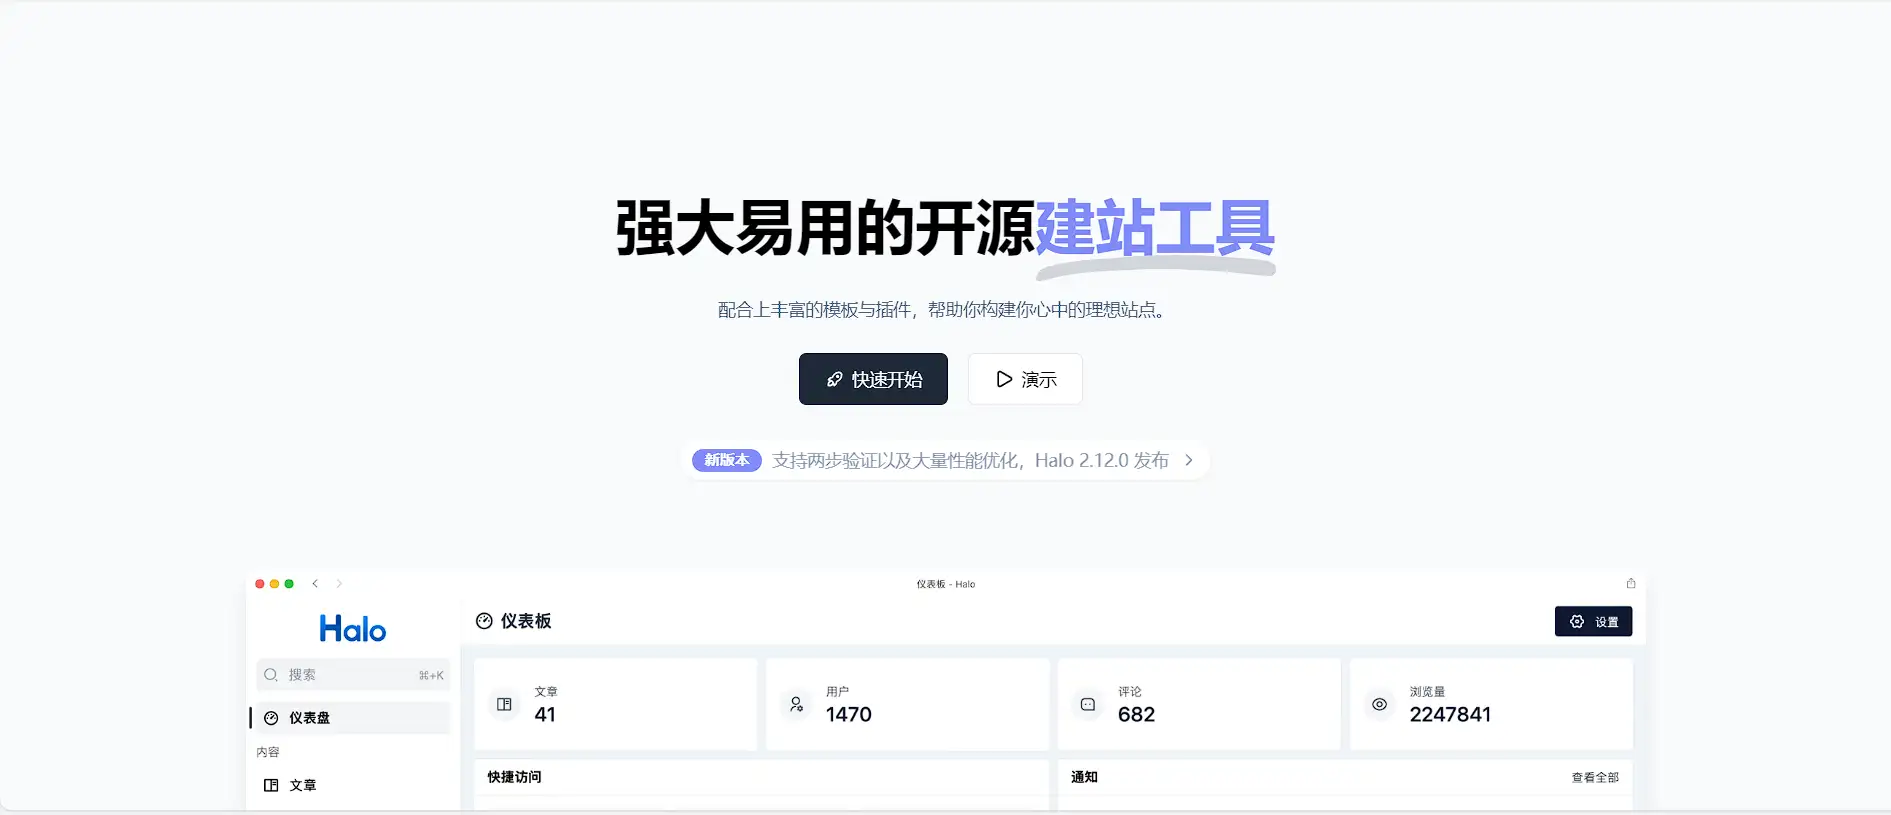 强大易用的开源建站工具
配合上丰富的模板与插件，帮助你构建你心中的理想站点。
快速开始 演示
新版本 支持两步验证以及大量性能优化，Halo 2.12.0 发布
仪表板 - Halo
Halo
仪表板
设置
搜索 ⌘+K
仪表盘
内容
文章
文章
41
用户
1470
评论
682
浏览量
2247841
快捷访问
通知 查看全部